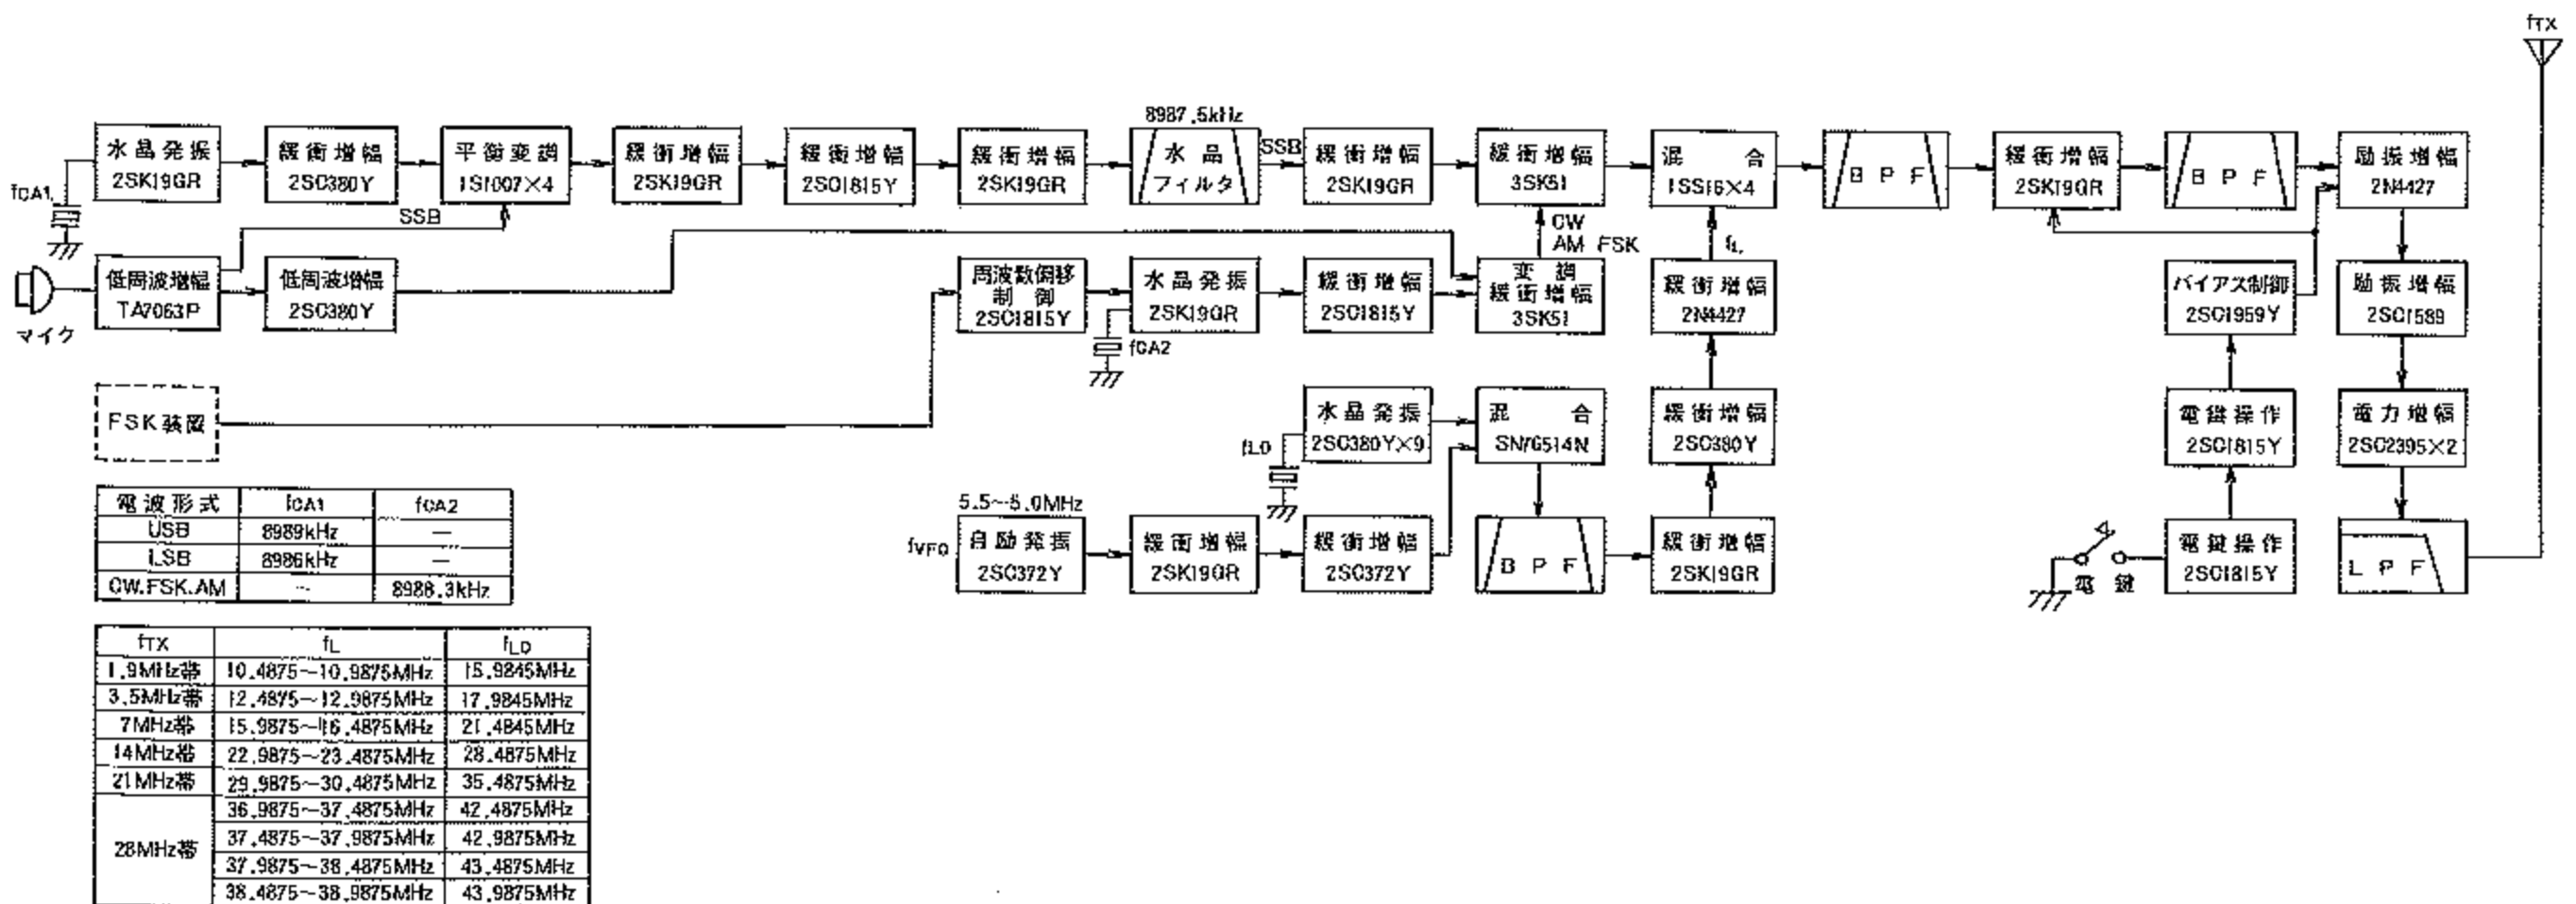 fTX
8987.5kHz
水晶発振
2SK19GR
緩衝増幅
2SC380Y
平衡変調
1S1007×4
緩衝増幅
2SK19GR
緩衝増幅
2SC1815Y
緩衝増幅
2SK19GR
水晶
フィルタ
SSB
緩衝増幅
2SK19GR
緩衝増幅
3SK51
混合
1SS16×4
BPF
緩衝増幅
2SK19GR
BPF
励振増幅
2N4427
fCA1
SSB
CW
AM FSK
fL
マイク
低周波増幅
TA7063P
低周波増幅
2SC380Y
周波数偏移
制御
2SC1815Y
水晶発振
2SK19GR
fCA2
緩衝増幅
2SC1815Y
変調
緩衝増幅
3SK51
緩衝増幅
2N4427
バイアス制御
2SC1959Y
励振増幅
2SC1589
FSK装置
水晶発振
2SC380Y×9
fLO
混合
SN76514N
緩衝増幅
2SC380Y
電鍵操作
2SC1815Y
電力増幅
2SC2395×2
5.5~5.0MHz
fVFO
自励発振
2SC372Y
緩衝増幅
2SK19GR
緩衝増幅
2SC372Y
BPF
緩衝増幅
2SK19GR
電鍵
電鍵操作
2SC1815Y
LPF
電波形式 fCA1 fCA2
USB 8989kHz —
LSB 8986kHz —
CW.FSK.AM — 8988.3kHz
fTX fL fLO
1.9MHz帯 10.4875~10.9875MHz 15.9845MHz
3.5MHz帯 12.4875~12.9875MHz 17.9845MHz
7MHz帯 15.9875~16.4875MHz 21.4845MHz
14MHz帯 22.9875~23.4875MHz 28.4875MHz
21MHz帯 29.9875~30.4875MHz 35.4875MHz
28MHz帯 36.9875~37.4875MHz 42.4875MHz
37.4875~37.9875MHz 42.9875MHz
37.9875~38.4875MHz 43.4875MHz
38.4875~38.9875MHz 43.9875MHz